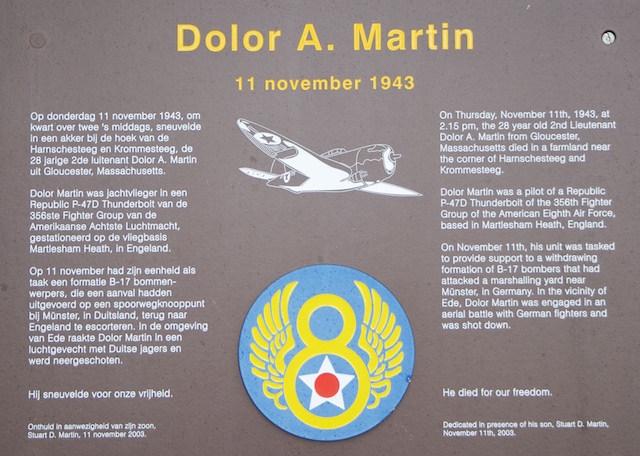 Dolor A. Martin
11 november 1943
Op donderdag 11 november 1943, om
kwart over twee 's middags, sneuvelde
in een akker bij de hoek van de
Harnschesteeg en Krommesteeg, de
28 jarige 2de luitenant Dolor A. Martin
uit Gloucester, Massachusetts.
Dolor Martin was jachtvlieger in een
Republic P-47D Thunderbolt van de
356ste Fighter Group van de
Amerikaanse Achtste Luchtmacht,
gestationeerd op de vliegbasis
Martlesham Heath, in Engeland.
Op 11 november had zijn eenheid als
taak een formatie B-17 bommen-
werpers, die een aanval hadden
uitgevoerd op een spoorwegknooppunt
bij Münster, in Duitsland, terug naar
Engeland te escorteren. In de omgeving
van Ede raakte Dolor Martin in een
luchtgevecht met Duitse jagers en
werd neergeschoten.
Hij sneuvelde voor onze vrijheid.
Onthuld in aanwezigheid van zijn zoon,
Stuart D. Martin, 11 november 2003.
On Thursday, November 11th, 1943, at
2.15 pm, the 28 year old 2nd Lieutenant
Dolor A. Martin from Gloucester,
Massachusetts died in a farmland near
the corner of Harnschesteeg and
Krommesteeg.
Dolor Martin was a pilot of a Republic
P-47D Thunderbolt of the 356th Fighter
Group of the American Eighth Air Force,
based in Martlesham Heath, England.
On November 11th, his unit was tasked
to provide support to a withdrawing
formation of B-17 bombers that had
attacked a marshalling yard near
Münster, in Germany. In the vicinity of
Ede, Dolor Martin was engaged in an
aerial battle with German fighters and
was shot down.
He died for our freedom.
Dedicated in presence of his son, Stuart D. Martin,
November 11th, 2003.
8